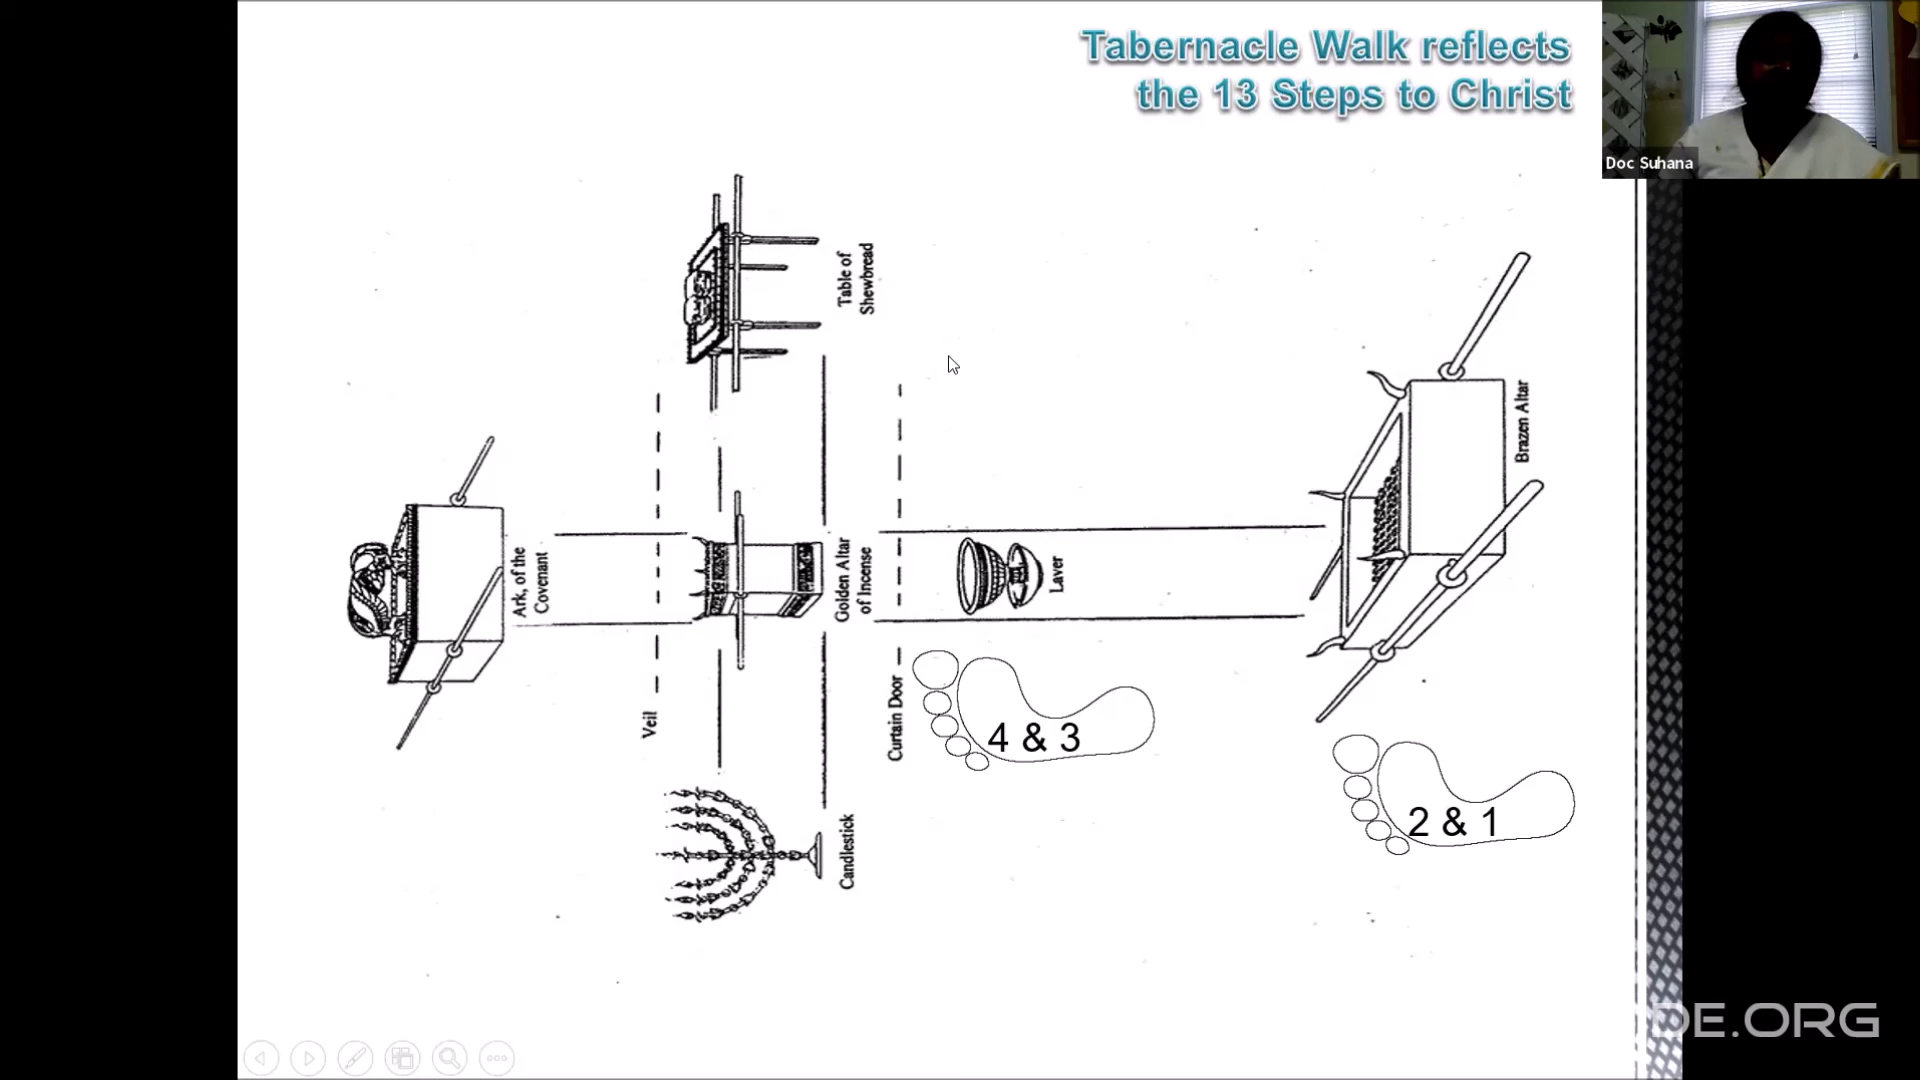 Tabernacle Walk reflects
the 13 Steps to Christ
Doc Suhana
Table of
Shewbread
Brazen Altar
Ark, of the
Covenant
Golden Altar
of Incense
Laver
Veil
Curtain Door
4 & 3
2 & 1
Candlestick
DE.ORG